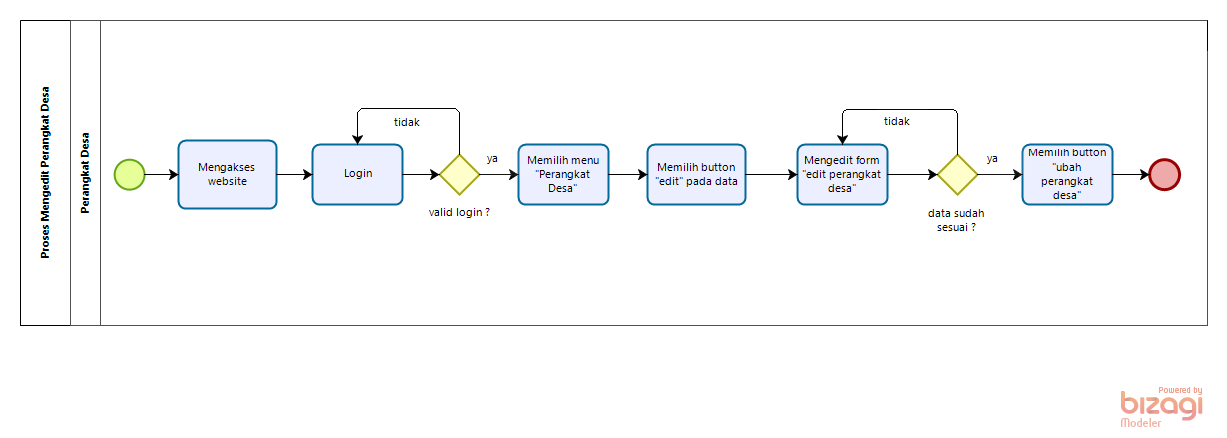 Proses Mengedit Perangkat Desa
Perangkat Desa
Mengakses
website
Login
tidak
valid login ?
ya
Memilih menu
"Perangkat
Desa"
Memilih button
"edit" pada data
Mengedit form
"edit perangkat
desa"
tidak
data sudah
sesuai ?
ya
Memilih button
"ubah
perangkat
desa"
Powered by
bizagi
Modeler